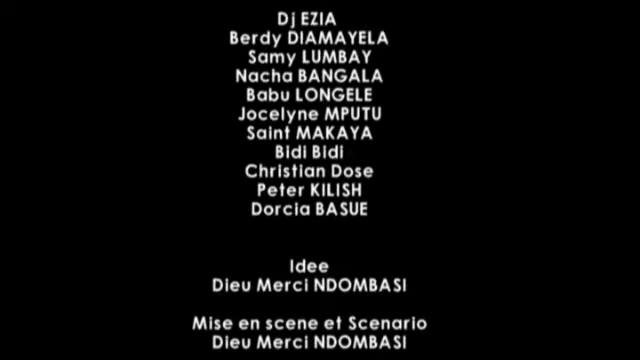 Dj EZIA
Berdy DIAMAYELA
Samy LUMBAY
Nacha BANGALA
Babu LONGELE
Jocelyne MPUTU
Saint MAKAYA
Bidi Bidi
Christian Dose
Peter KILISH
Dorcia BASUE
Idee
Dieu Merci NDOMBASI
Mise en scene et Scenario
Dieu Merci NDOMBASI